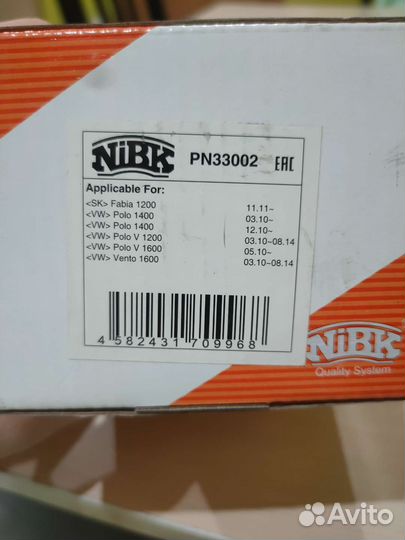 NiBK PN33002 EAC
Applicable For:
<SK> Fabia 1200 11.11~
<VW> Polo 1400 03.10~
<VW> Polo 1400 12.10~
<VW> Polo V 1200 03.10~08.14
<VW> Polo V 1600 05.10~
<VW> Vento 1600 03.10~08.14
4 582431 709968
NiBK
Quality System
Avito